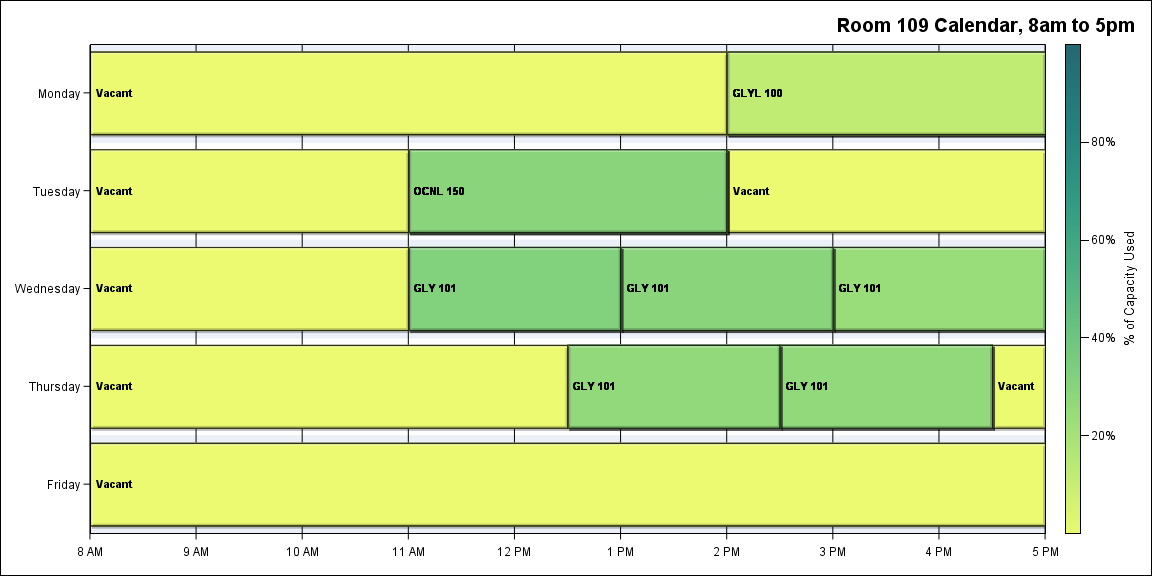 Room 109 Calendar, 8am to 5pm
Monday
Vacant
GLYL 100
Tuesday
Vacant
OCNL 150
Vacant
Wednesday
Vacant
GLY 101
GLY 101
GLY 101
Thursday
Vacant
GLY 101
GLY 101
Vacant
Friday
Vacant
8 AM
9 AM
10 AM
11 AM
12 PM
1 PM
2 PM
3 PM
4 PM
5 PM
80%
60%
40%
20%
% of Capacity Used